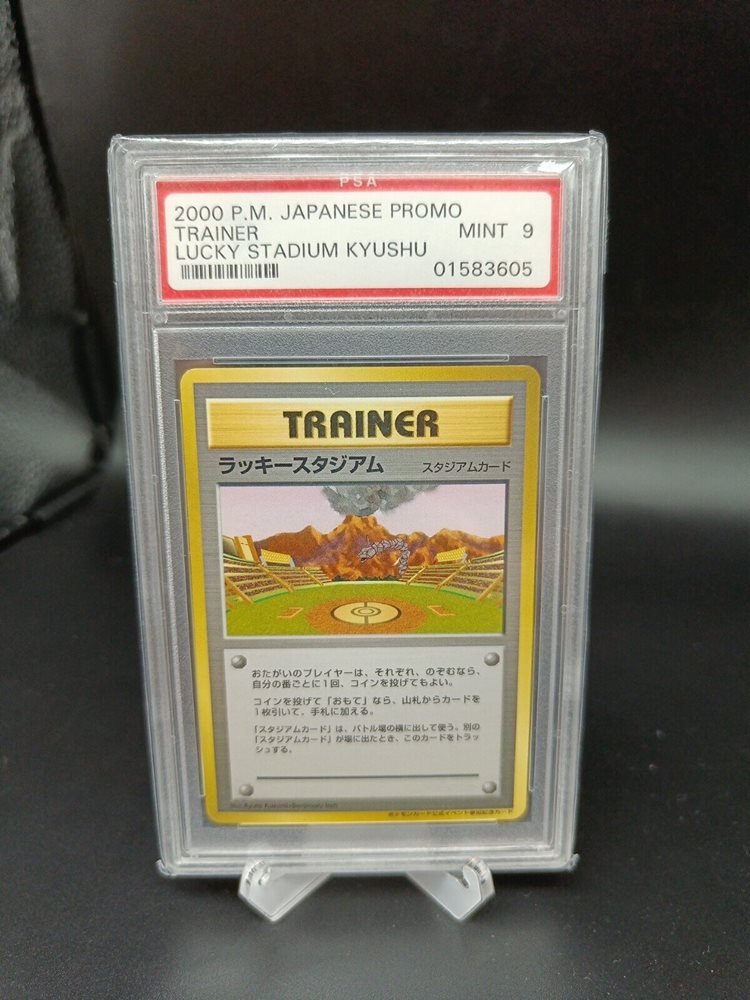 PSA
2000 P.M. JAPANESE PROMO
TRAINER MINT 9
LUCKY STADIUM KYUSHU
01583605
TRAINER
ラッキースタジアム スタジアムカード
おたがいのプレイヤーは、それぞれ、のぞむなら、
自分の番ごとに1回、コインを投げてもよい。
コインを投げて「おもて」なら、山札からカードを
1枚引いて、手札に加える。
「スタジアムカード」は、バトル場の横に出して使う。別の
「スタジアムカード」が場に出たとき、このカードをトラッ
シュする。